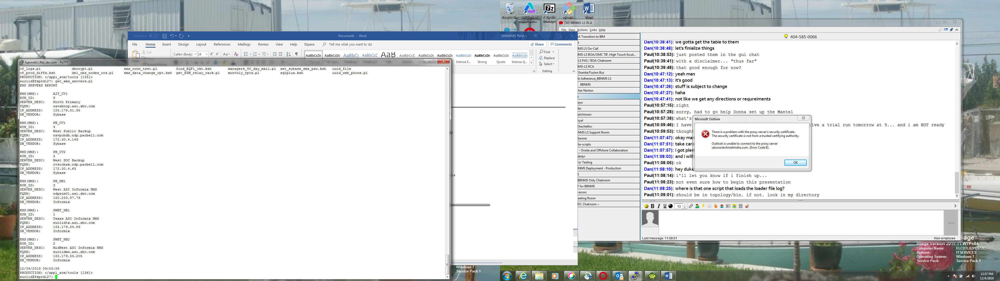 Recycle Bin
HP Unified Function...
7-Zip File Manager
git-gui
Word
AutoSave Off
Document1 - Word
EDWARDS, PAUL L
File Home Insert Design Layout References Mailings Review View Help tSpace Tell me what you want to do
Share Comments
Cut
Calibri (Body) 14
AaBbCcDc AaBbCcDc AaBbCc AaBbCcC AaB AaBbCcC AaBbCcDc AaBbCcDc AaBbCcDc AaBbCcDc AaBbCcDc AaBbCcDc
Intense E... Strong Quote Intense Q...
Find
Replace
Select
Editing
fspcmdb1.ffdc.sbc.com - PuTTY
cf_logs.pl decrypt.pl ems_conn_test.pl find_EQP1_ckt.ksh managers_90_day_mail.pl set_sybase_ems_psw.ksh uuid_file
cf_prod_diffs.ksh del_obs_nodes_rrs.pl ems_data_change_rpt.ksh get_EDW_relay_rack.pl monthly_rpts.pl sqlplus.ksh uuid_web_phone.pl
PRODUCTION: </appl_atm/tools [135]>
euclid@fsprd127: get_ems_servers.pl
EMS SERVERS REPORT
EMS(NMS): AIT_CV1
RUN_ID: 8
SERVER_DESC: North Primary
FQDN: navsbnop.asi.sbc.com
IP_ADDRESS: 155.179.51.95
DB_VENDOR: Sybase
EMS(NMS): PB_CV1
RUN_ID: 4
SERVER_DESC: West Public Backup
FQDN: navpubdb.ndp.pacbell.com
IP_ADDRESS: 172.30.4.149
DB_VENDOR: Sybase
EMS(NMS): PB_CV2
RUN_ID: 5
SERVER_DESC: West SOC Backup
FQDN: cvsocbak.ndp.pacbell.com
IP_ADDRESS: 172.30.4.63
DB_VENDOR: Sybase
EMS(NMS): PB_NB1
RUN_ID: 3
SERVER_DESC: West ASI Informix NMS
FQDN: ndpsim01.asi.sbc.com
IP_ADDRESS: 150.233.87.79
DB_VENDOR: Informix
EMS(NMS): SWBT_NB1
RUN_ID: 1
SERVER_DESC: Texas ASI Informix NMS
FQDN: euclidtx.asi.sbc.com
IP_ADDRESS: 155.179.54.89
DB_VENDOR: Informix
EMS(NMS): SWBT_NB2
RUN_ID: 2
SERVER_DESC: MidWest ASI Informix NMS
FQDN: euclidmw.asi.sbc.com
IP_ADDRESS: 155.179.54.205
DB_VENDOR: Informix
12/04/2019 09:55:58
PRODUCTION: </appl_atm/tools [136]>
euclid@fsprd127:
ls
Windows 7
Service Pack 1
[10] BBNMS-LS RCA
File View Actions Links Help
OA Transition to IBM
t
NMS LS On-Call
NMS-LS BOA/OMC TIF, High Touch Escal...
LS PAS / BOA Chatroom
NMS-LS RCA
Granite/Fusion Bus
nk Adherence_BBNMS LS
BBNMS
pher Norton
ayo
ler
utchinson
oyal
Khachetlov
NMS LS Support Room
Barone
te-scripts
- Onsite and Offshore Collaboration
abdyr
For Testing
BNMS Deployment - Production
I
BBNMS Only Chatroom
T for BBNMS
-errors
eeting Room
DC Chatroom ~
404-585-0066
Dan(10:38:41): we gotta get the table to them
Dan(10:38:48): let's finialize things
Paul(10:38:53): just posted them in the gui chat
Paul(10:39:41): with a disclaimer... "thus far"
Paul(10:39:48): that good enough for now?
Dan(10:47:12): yeah man
Dan(10:47:13): it's good
Dan(10:47:26): stuff is subject to change
Dan(10:47:27): haha
Dan(10:47:41): not like we get any directions or requreiments
Paul(10:57:15): right
Paul(10:57:28): sorry, had to go help Donna set up the Mantel
Paul(10:57:38): what's
Paul(10:59:46): I have ive a trial run tomorrow at 9... and i am NOT ready
Paul(10:59:53): thought
Dan(11:07:47): okay ma
Dan(11:07:51): take car
Dan(11:07:57): i got ple
Dan(11:08:03): and i will
Paul(11:08:05): ok
Dan(11:08:10): hey duke
Paul(11:08:14): i'll let you know if i finish up...
Paul(11:08:23): not even sure how to begin this presentation
Dan(11:08:25): where is that one script that loads the loader file log?
Paul(11:09:01): should be in topology/bin. if not. look in my directory
Microsoft Outlook
There is a problem with the proxy server's security certificate.
The security certificate is not from a trusted certifying authority.
Outlook is unable to connect to the proxy server
ukowa.techmahindra.com. (Error Code 8).
OK
B I U 13
Send
Last message: 11:09:01
Non-employee
age
Image Version 2017.11.W7Px64
Computer Name: FLCDTL02PE972C
Domain: ITSERVICES
Operating System: Windows 7
Service Pack: Service Pack 1
12:57 PM
12/4/2019